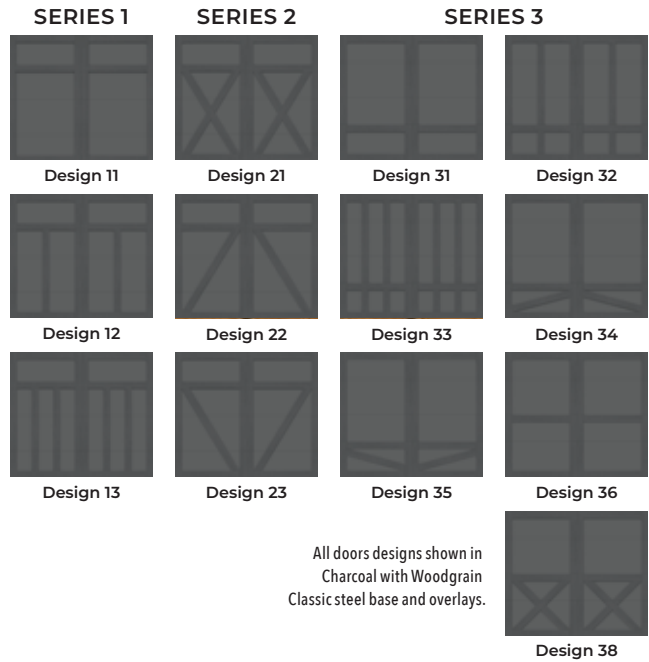 SERIES 1
SERIES 2
SERIES 3
Design 11
Design 21
Design 31
Design 32
Design 12
Design 22
Design 33
Design 34
Design 13
Design 23
Design 35
Design 36
All doors designs shown in
Charcoal with Woodgrain
Classic steel base and overlays.
Design 38